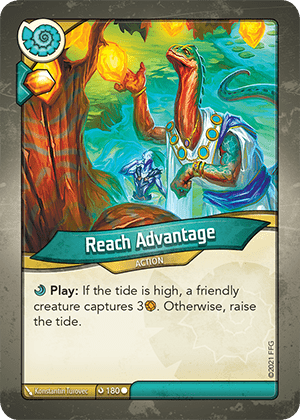 Reach Advantage
ACTION
Play: If the tide is high, a friendly
creature captures 3. Otherwise, raise
the tide.
©2021 FFG
Konstantin Turovec
180